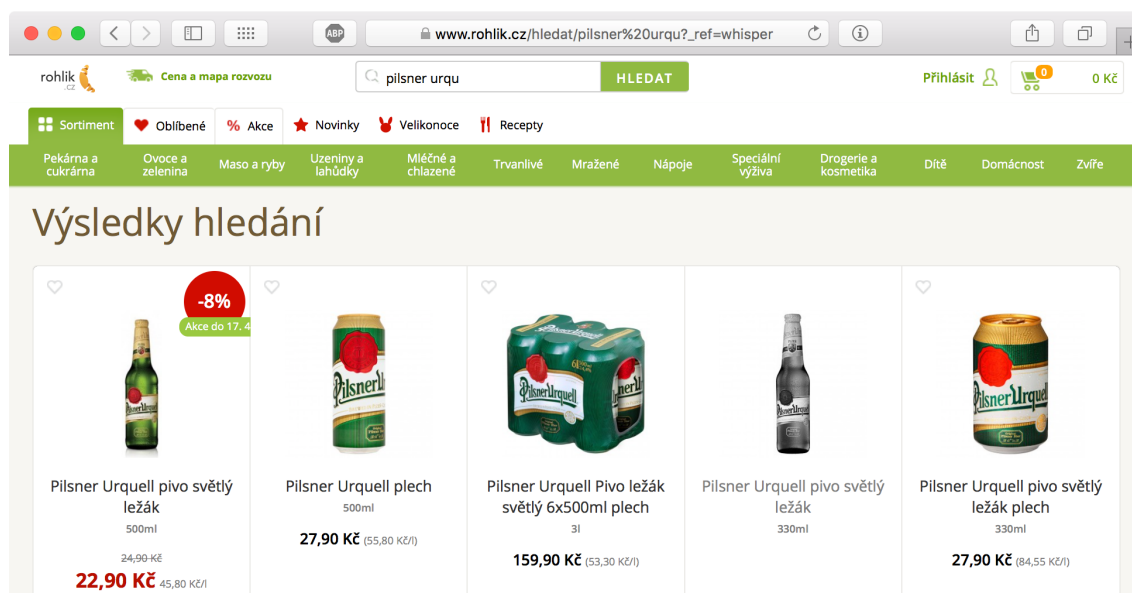 ABP
www.rohlik.cz/hledat/pilsner%20urqu?_ref=whisper
rohlik
.cz
Cena a mapa rozvozu
pilsner urqu
HLEDAT
Přihlásit
0
0 Kč
Sortiment
Oblíbené
% Akce
Novinky
Velikonoce
Recepty
Pekárna a
cukrárna
Ovoce a
zelenina
Maso a ryby
Uzeniny a
lahůdky
Mléčné a
chlazené
Trvanlivé
Mražené
Nápoje
Speciální
výživa
Drogerie a
kosmetika
Dítě
Domácnost
Zvíře
Výsledky hledání
-8%
Akce do 17. 4
Pilsner Urquell
Pilsner Urquell pivo světlý
ležák
500ml
24,90 Kč
22,90 Kč 45,80 Kč/l
Pilsner Urquell plech
500ml
27,90 Kč (55,80 Kč/l)
Pilsner Urquell Pivo ležák
světlý 6x500ml plech
3l
159,90 Kč (53,30 Kč/l)
Pilsner Urquell pivo světlý
ležák
330ml
Pilsner Urquell pivo světlý
ležák plech
330ml
27,90 Kč (84,55 Kč/l)